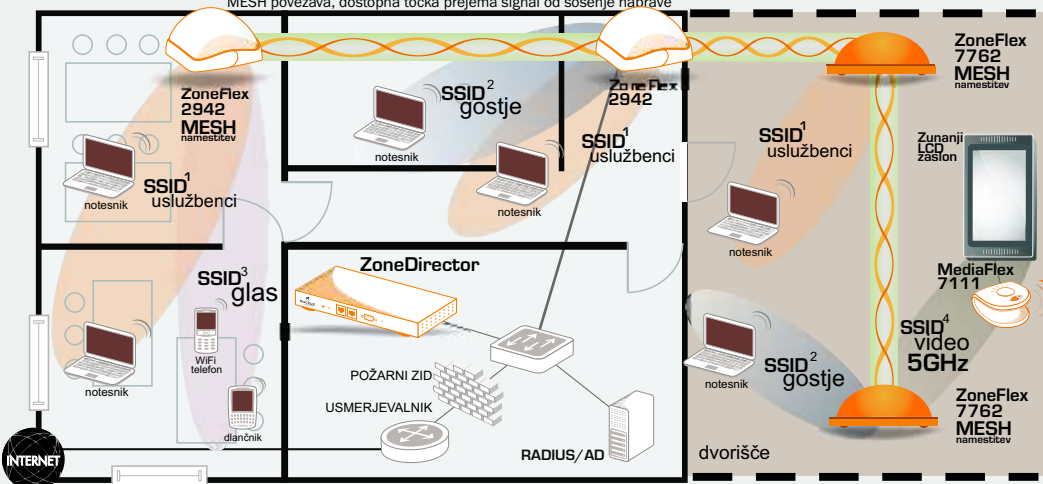 MESH povezava, dostopna točka prejema signal od sosenje naprave
ZoneFlex
2942
MESH
namestitev
SSID2
gostje
notesnik
ZoneFlex
2942
SSID1
uslužbenci
notesnik
ZoneFlex
7762
MESH
namestitev
SSID1
uslužbenci
notesnik
Zunanji
LCD
zaslon
notesnik
SSID1
uslužbenci
ZoneDirector
SSID3
glas
WiFi
telefon
dlančnik
notesnik
POŽARNI ZID
USMERJEVALNIK
RADIUS/AD
INTERNET
MediaFlex
7111
SSID4
video
5GHz
SSID2
gostje
notesnik
ZoneFlex
7762
MESH
namestitev
dvorišče